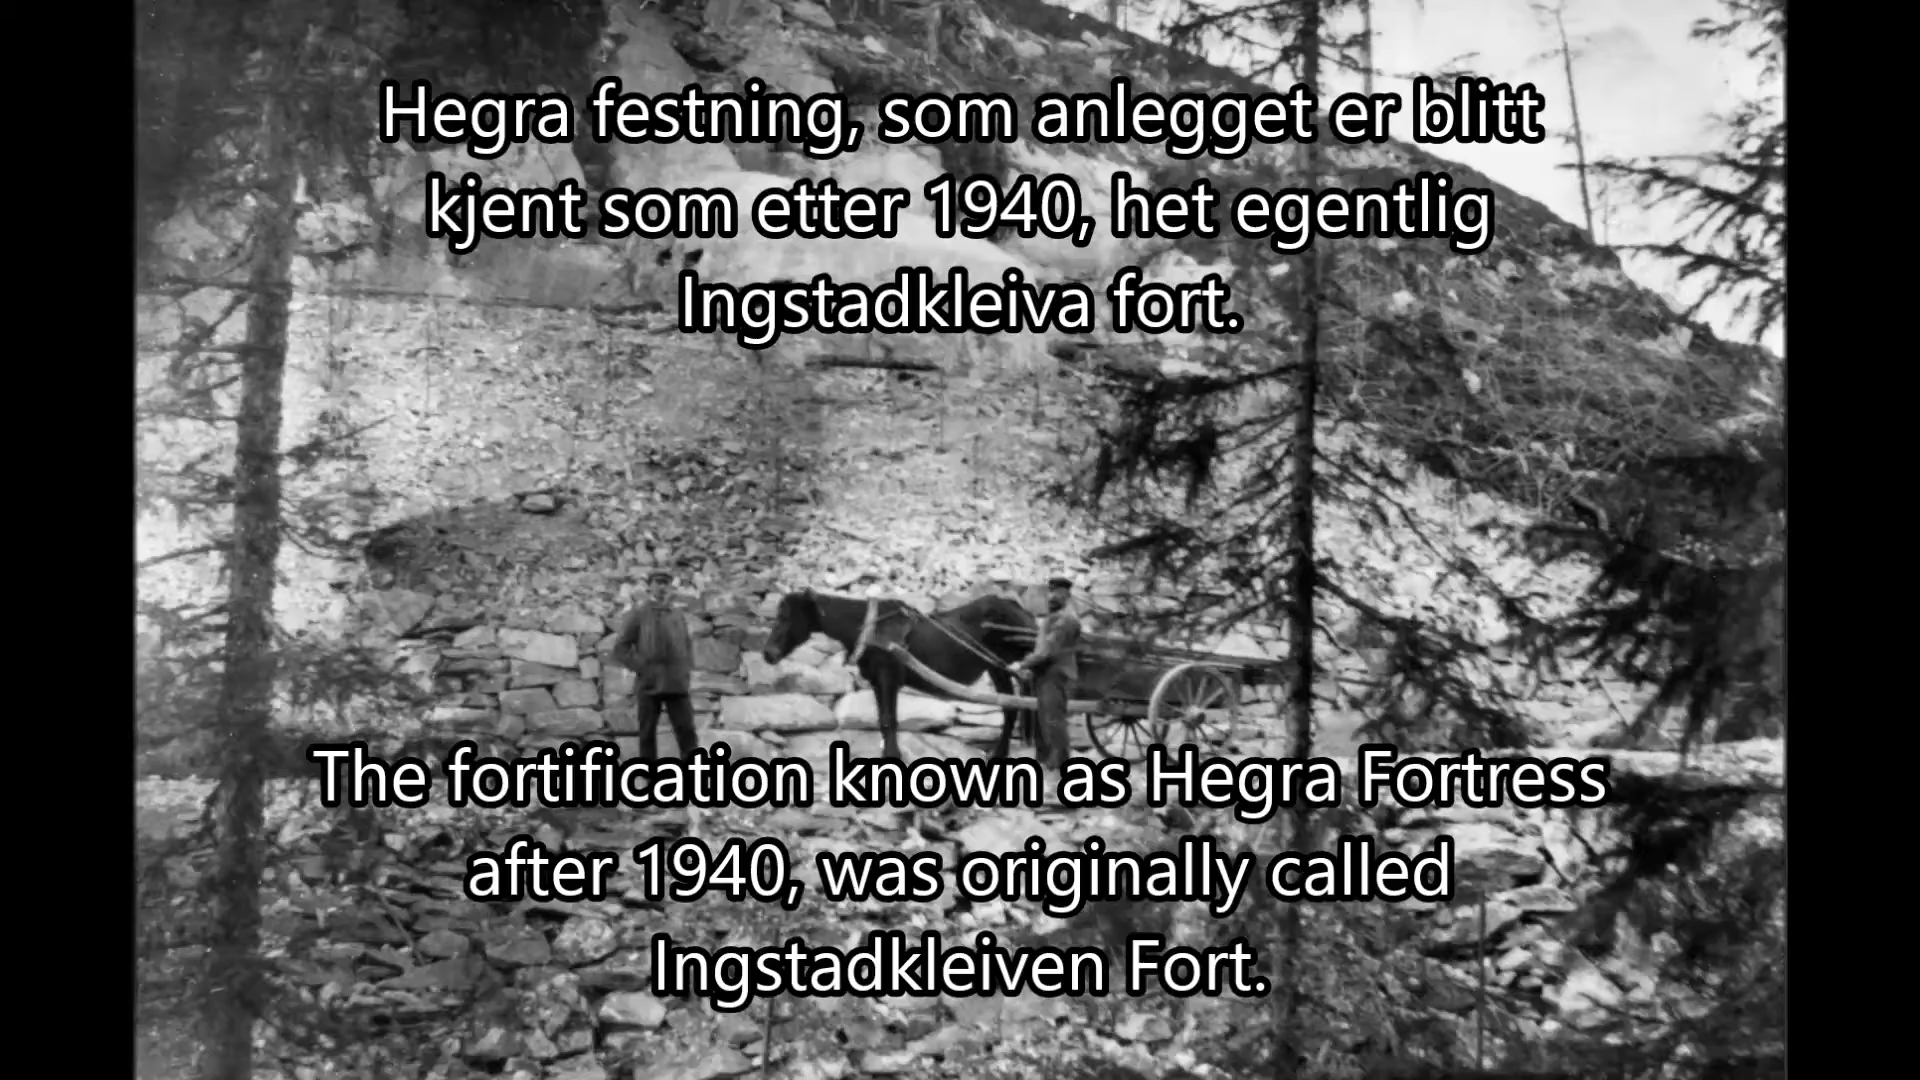 Hegra festning, som anlegget er blitt
kjent som etter 1940, het egentlig
Ingstadkleiva fort.
The fortification known as Hegra Fortress
after 1940, was originally called
Ingstadkleiven Fort.